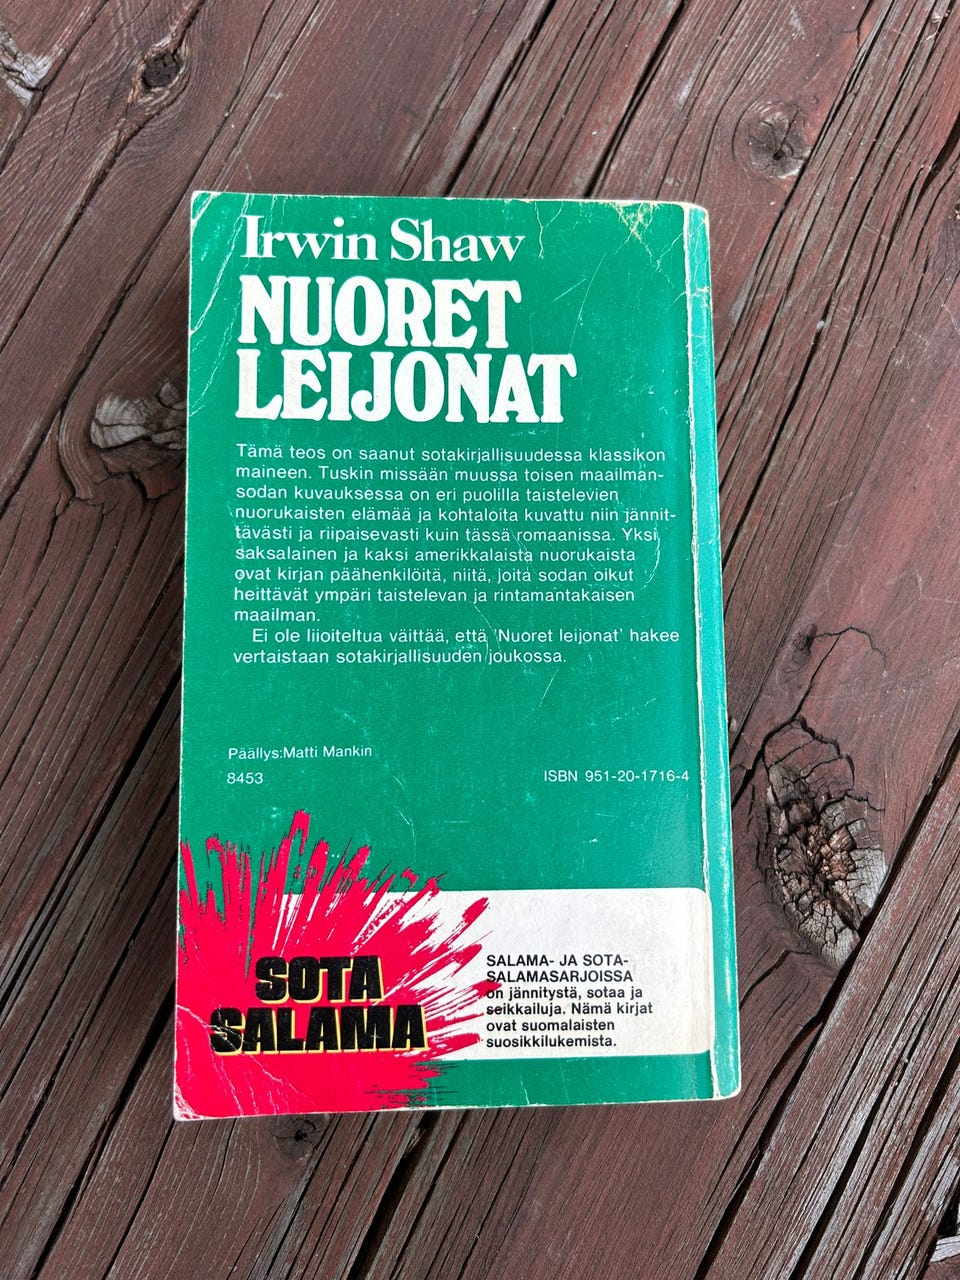 Irwin Shaw
NUORET
LEIJONAT
Tämä teos on saanut sotakirjallisuudessa klassikon
maineen. Tuskin missään muussa toisen maailman-
sodan kuvauksessa on eri puolilla taistelevien
nuorukaisten elämää ja kohtaloita kuvattu niin jännit-
tävästi ja riipaisevasti kuin tässä romaanissa. Yksi
saksalainen ja kaksi amerikkalaista nuorukaista
ovat kirjan päähenkilöitä, niitä, joita sodan oikut
heittävät ympäri taistelevan ja rintamantakaisen
maailman.
Ei ole liioiteltua väittää, että 'Nuoret leijonat' hakee
vertaistaan sotakirjallisuuden joukossa.
Päällys:Matti Mankin
8453
ISBN 951-20-1716-4
SOTA
SALAMA
SALAMA- JA SOTA-
SALAMASARJOISSA
on jännitystä, sotaa ja
seikkailuja. Nämä kirjat
ovat suomalaisten
suosikkilukemista.